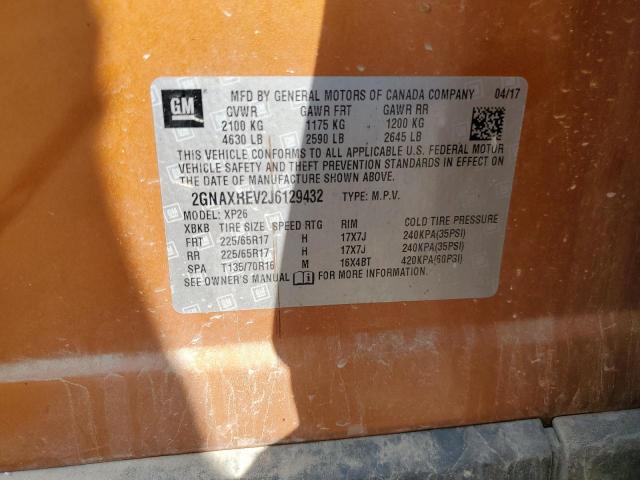 GM
MFD BY GENERAL MOTORS OF CANADA COMPANY 04/17
GVWR GAWR FRT GAWR RR
2100 KG 1175 KG 1200 KG
4630 LB 2590 LB 2645 LB
THIS VEHICLE CONFORMS TO ALL APPLICABLE U.S. FEDERAL MOTOR
VEHICLE SAFETY AND THEFT PREVENTION STANDARDS IN EFFECT ON
THE DATE OF MANUFACTURE SHOWN ABOVE.
2GNAXREV2J6129432 TYPE: M.P.V.
MODEL: XP26
XBKB TIRE SIZE SPEED RTG RIM COLD TIRE PRESSURE
FRT 225/65R17 H 17X7J 240KPA(35PSI)
RR 225/65R17 H 17X7J 240KPA(35PSI)
SPA T135/70R16 M 16X4BT 420KPA(60PSI)
SEE OWNER'S MANUAL FOR MORE INFORMATION.